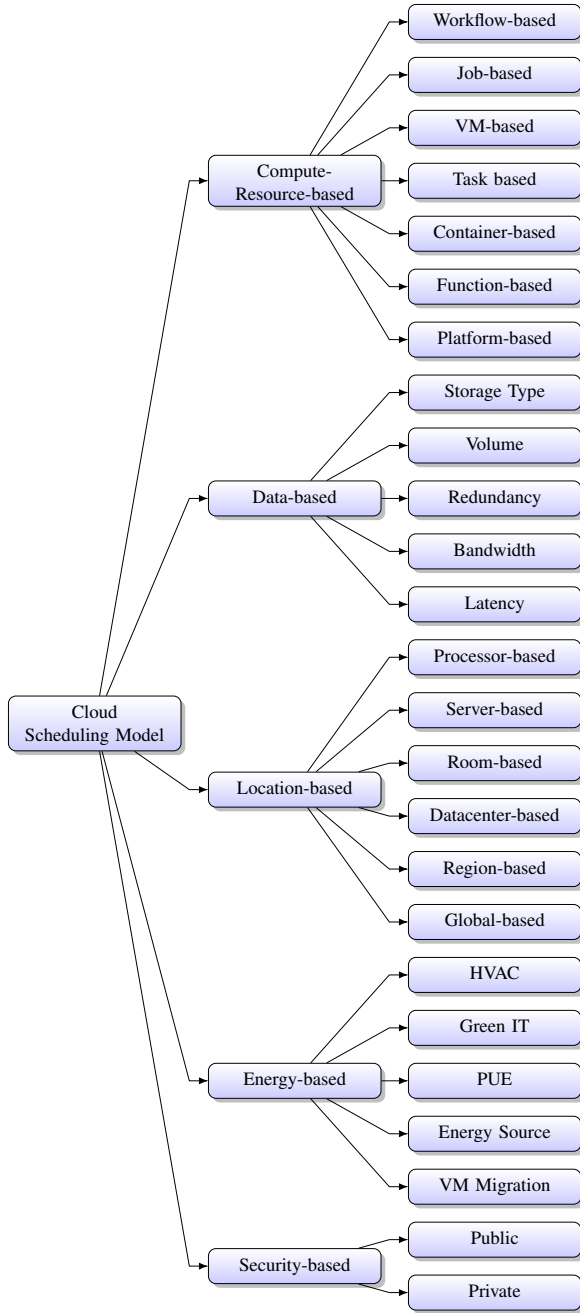 Workflow-based
Job-based
VM-based
Compute-
Resource-based
Task based
Container-based
Function-based
Platform-based
Storage Type
Volume
Data-based
Redundancy
Bandwidth
Latency
Processor-based
Cloud
Scheduling Model
Server-based
Room-based
Location-based
Datacenter-based
Region-based
Global-based
HVAC
Green IT
Energy-based
PUE
Energy Source
VM Migration
Public
Security-based
Private